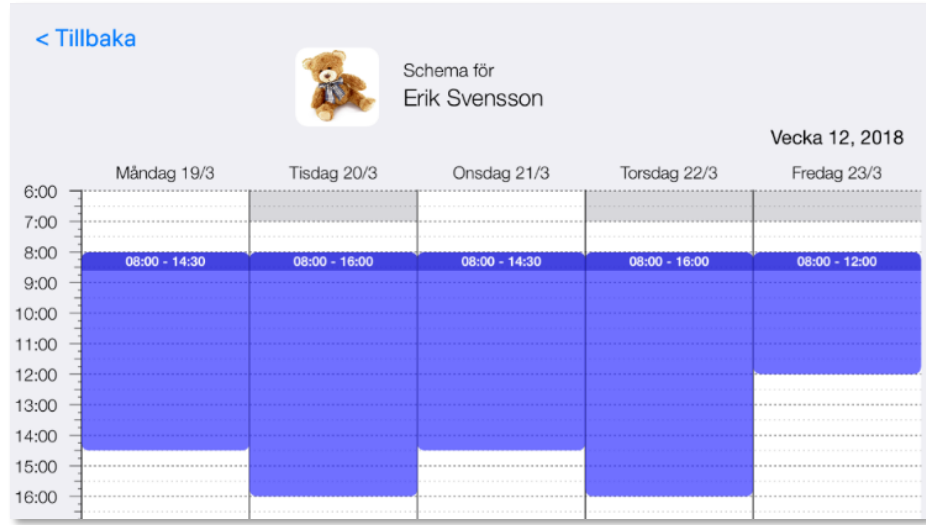 < Tillbaka
Schema för
Erik Svensson
Vecka 12, 2018
Måndag 19/3 Tisdag 20/3 Onsdag 21/3 Torsdag 22/3 Fredag 23/3
6:00
7:00
8:00
08:00 - 14:30 08:00 - 16:00 08:00 - 14:30 08:00 - 16:00 08:00 - 12:00
9:00
10:00
11:00
12:00
13:00
14:00
15:00
16:00